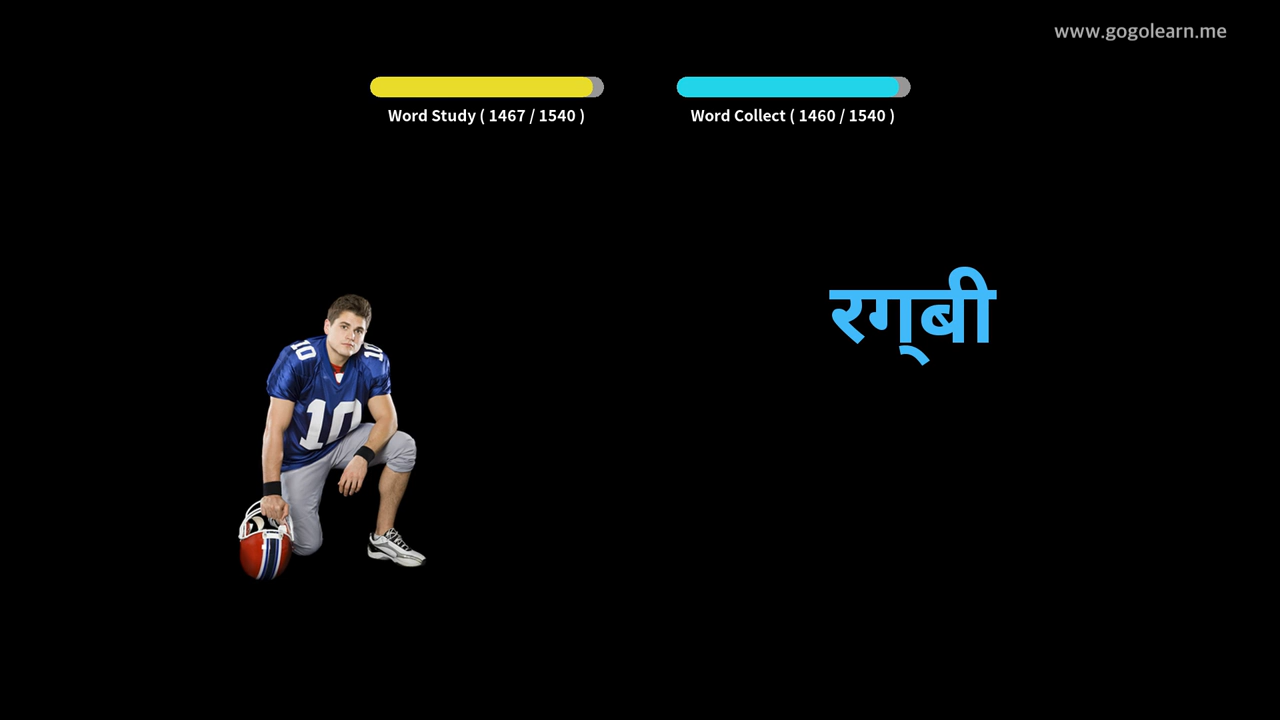 www.gogolearn.me
Word Study ( 1467 / 1540 )
Word Collect ( 1460 / 1540 )
रग्‌बी
10
10
10